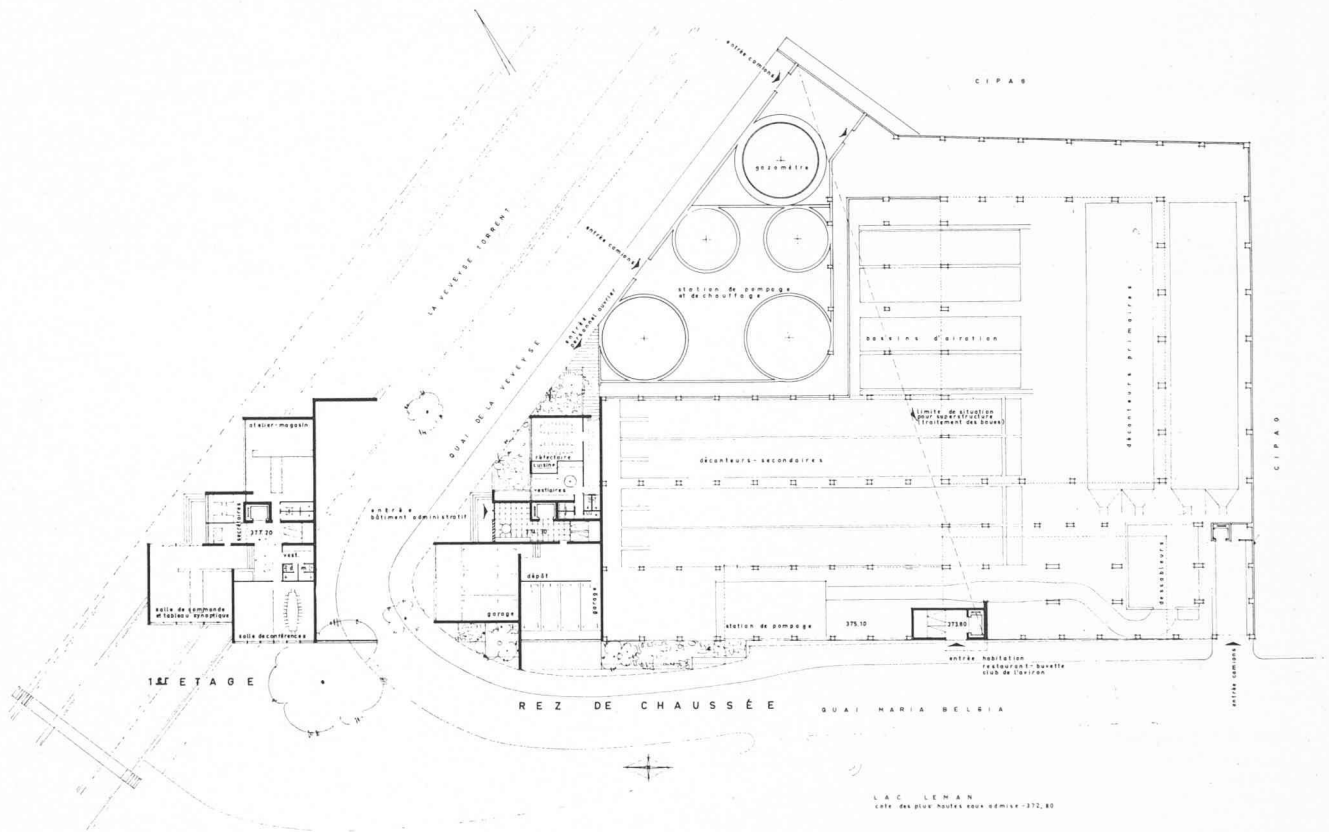 entrée camions
CIPAG
gazomètre
LA VEVEYSE TORRENT
entrée camions
station de pompage
et de chauffage
entrée
personnel ouvrier
QUAI DE LA VEVEYSE
bassins d'airation
décanteurs primaires
limite de situation
pour superstructure
(traitement des boues)
CIPAG
atelier-magasin
réfectoire
cuisine
vestiaires
décanteurs-secondaires
entrée
bâtiment administratif
377.20
vest.
dépôt
garage
garage
salle de commande
et tableau synoptique
salle de conférences
station de pompage
375.10
373.80
dessableurs
entrée habitation
restaurant-buvette
club de l'aviron
entrée camions
1er ETAGE
REZ DE CHAUSSÉE
QUAI MARIA BELGIA
LAC LEMAN
cote des plus hautes eaux admise -372,80